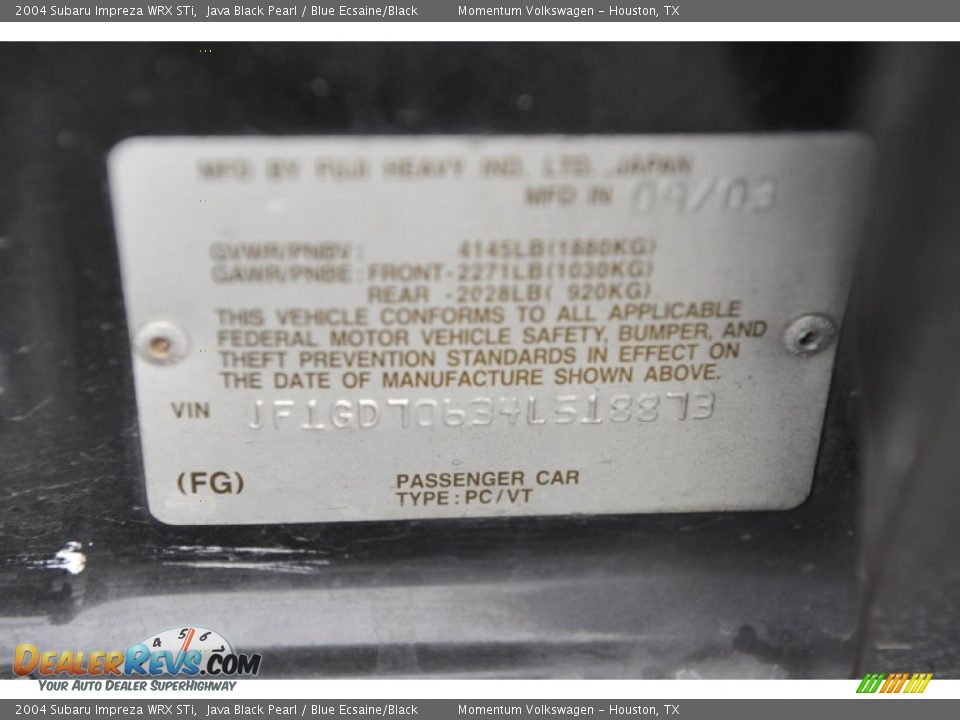 2004 Subaru Impreza WRX STi, Java Black Pearl / Blue Ecsaine/Black Momentum Volkswagen - Houston, TX
MFD BY FUJI HEAVY IND. LTD., JAPAN
MFD IN 09/03
GVWR/PNBV: 4145LB(1880KG)
GAWR/PNBE: FRONT-2271LB(1030KG)
REAR -2028LB( 920KG)
THIS VEHICLE CONFORMS TO ALL APPLICABLE
FEDERAL MOTOR VEHICLE SAFETY, BUMPER, AND
THEFT PREVENTION STANDARDS IN EFFECT ON
THE DATE OF MANUFACTURE SHOWN ABOVE.
VIN JF1GD70634L518873
(FG) PASSENGER CAR
TYPE: PC/VT
4 5 6
DEALERREVS.COM
YOUR AUTO DEALER SUPERHIGHWAY
2004 Subaru Impreza WRX STi, Java Black Pearl / Blue Ecsaine/Black Momentum Volkswagen - Houston, TX